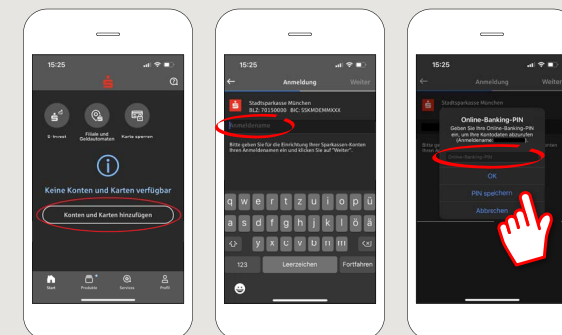 15:25
S-Invest
Filiale und
Geldautomaten
Karte sperren
Keine Konten und Karten verfügbar
Konten und Karten hinzufügen
Start
Produkte
Services
Profil
15:25
Anmeldung
Weiter
Stadtsparkasse München
BLZ: 70150000 BIC: SSKMDEMMXXX
Anmeldename
Bitte geben Sie für die Einrichtung Ihrer Sparkassen-Konten
Ihren Anmeldenamen ein und klicken Sie auf "Weiter".
q w e r t z u i o p ü
a s d f g h j k l ö ä
y x c v b n m
123
Leerzeichen
Fortfahren
15:25
Anmeldung
Weiter
Stadtsparkasse München
Online-Banking-PIN
Geben Sie Ihre Online-Banking-PIN
ein, um Ihre Kontodaten abzurufen
(Anmeldename: ).
Online-Banking-PIN
OK
PIN speichern
Abbrechen